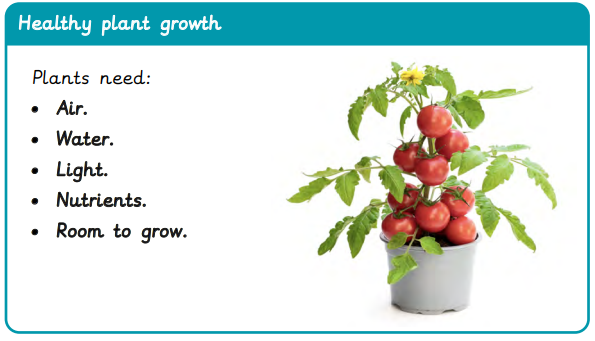 Healthy plant growth
Plants need:
• Air.
• Water.
• Light.
• Nutrients.
• Room to grow.